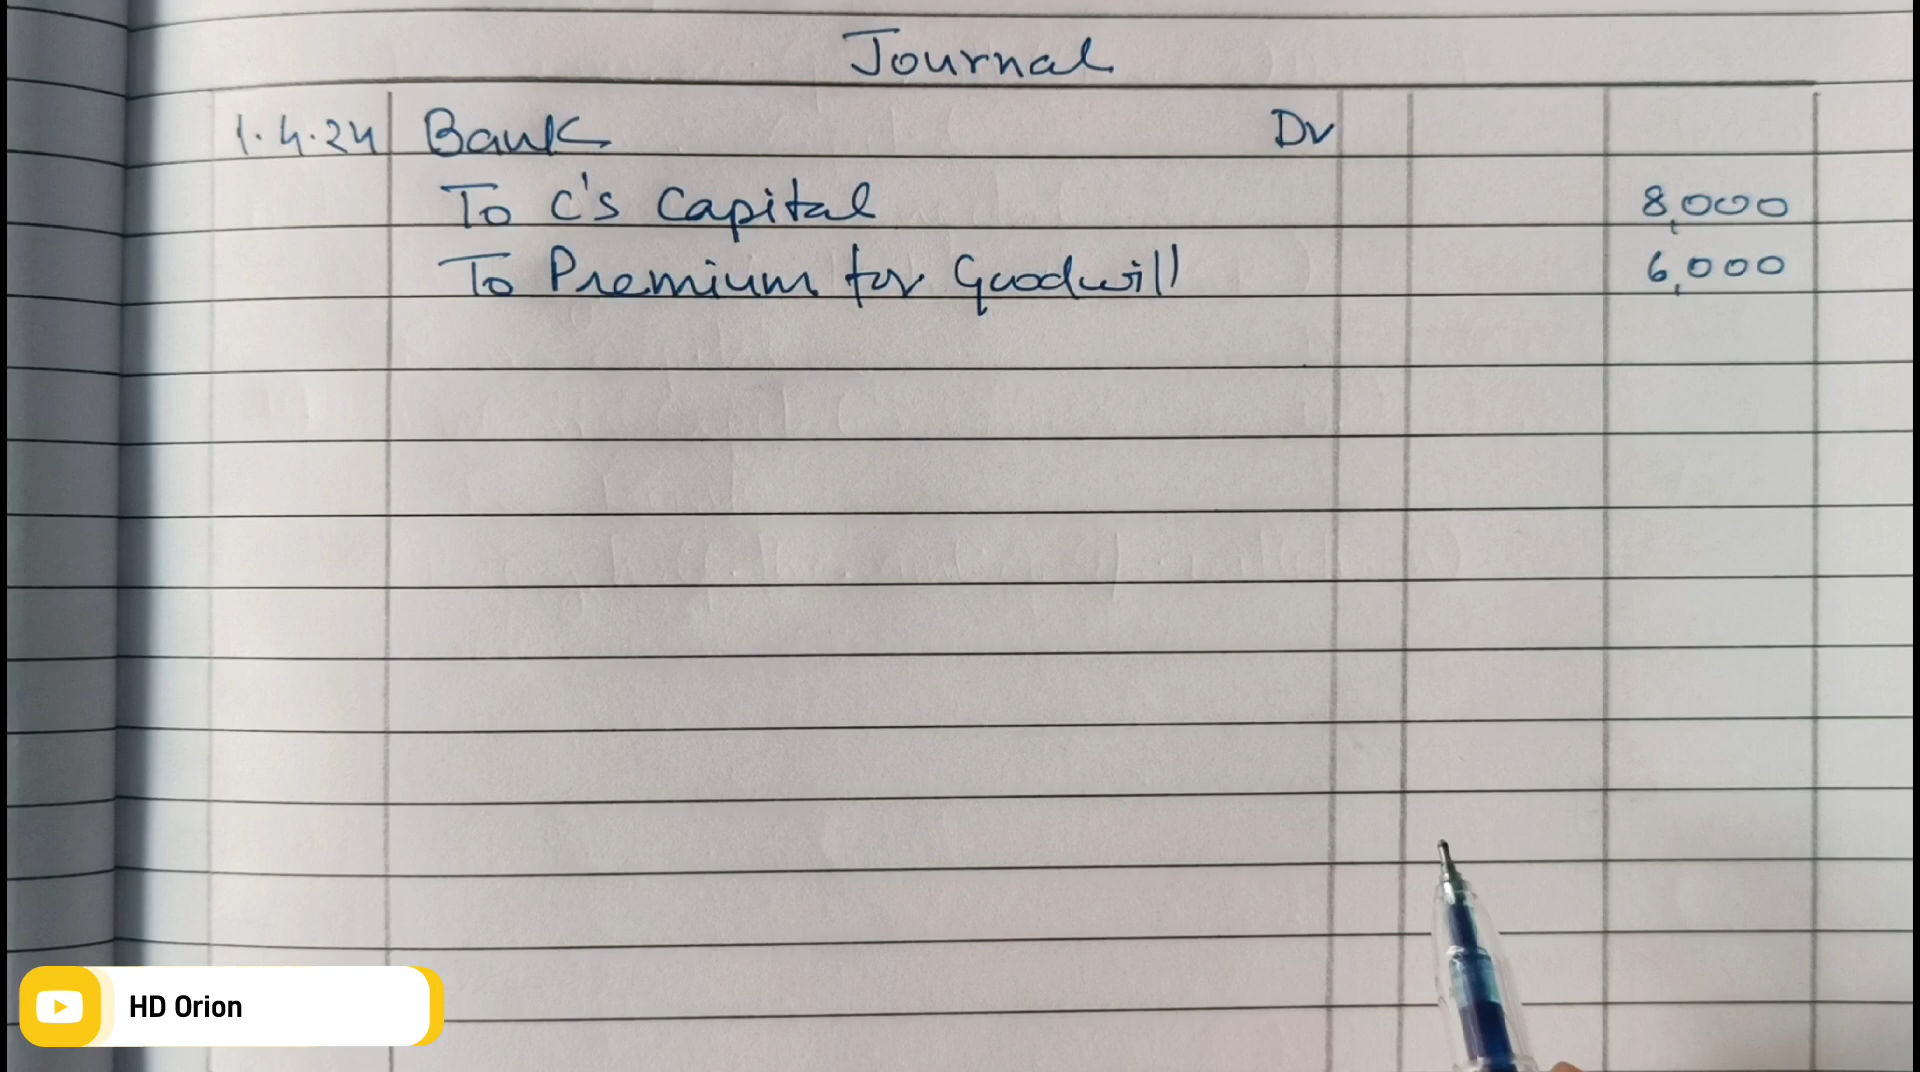 Journal
1.4.24 Bank Dr
To C's Capital 8,000
To Premium for Goodwill 6,000
HD Orion